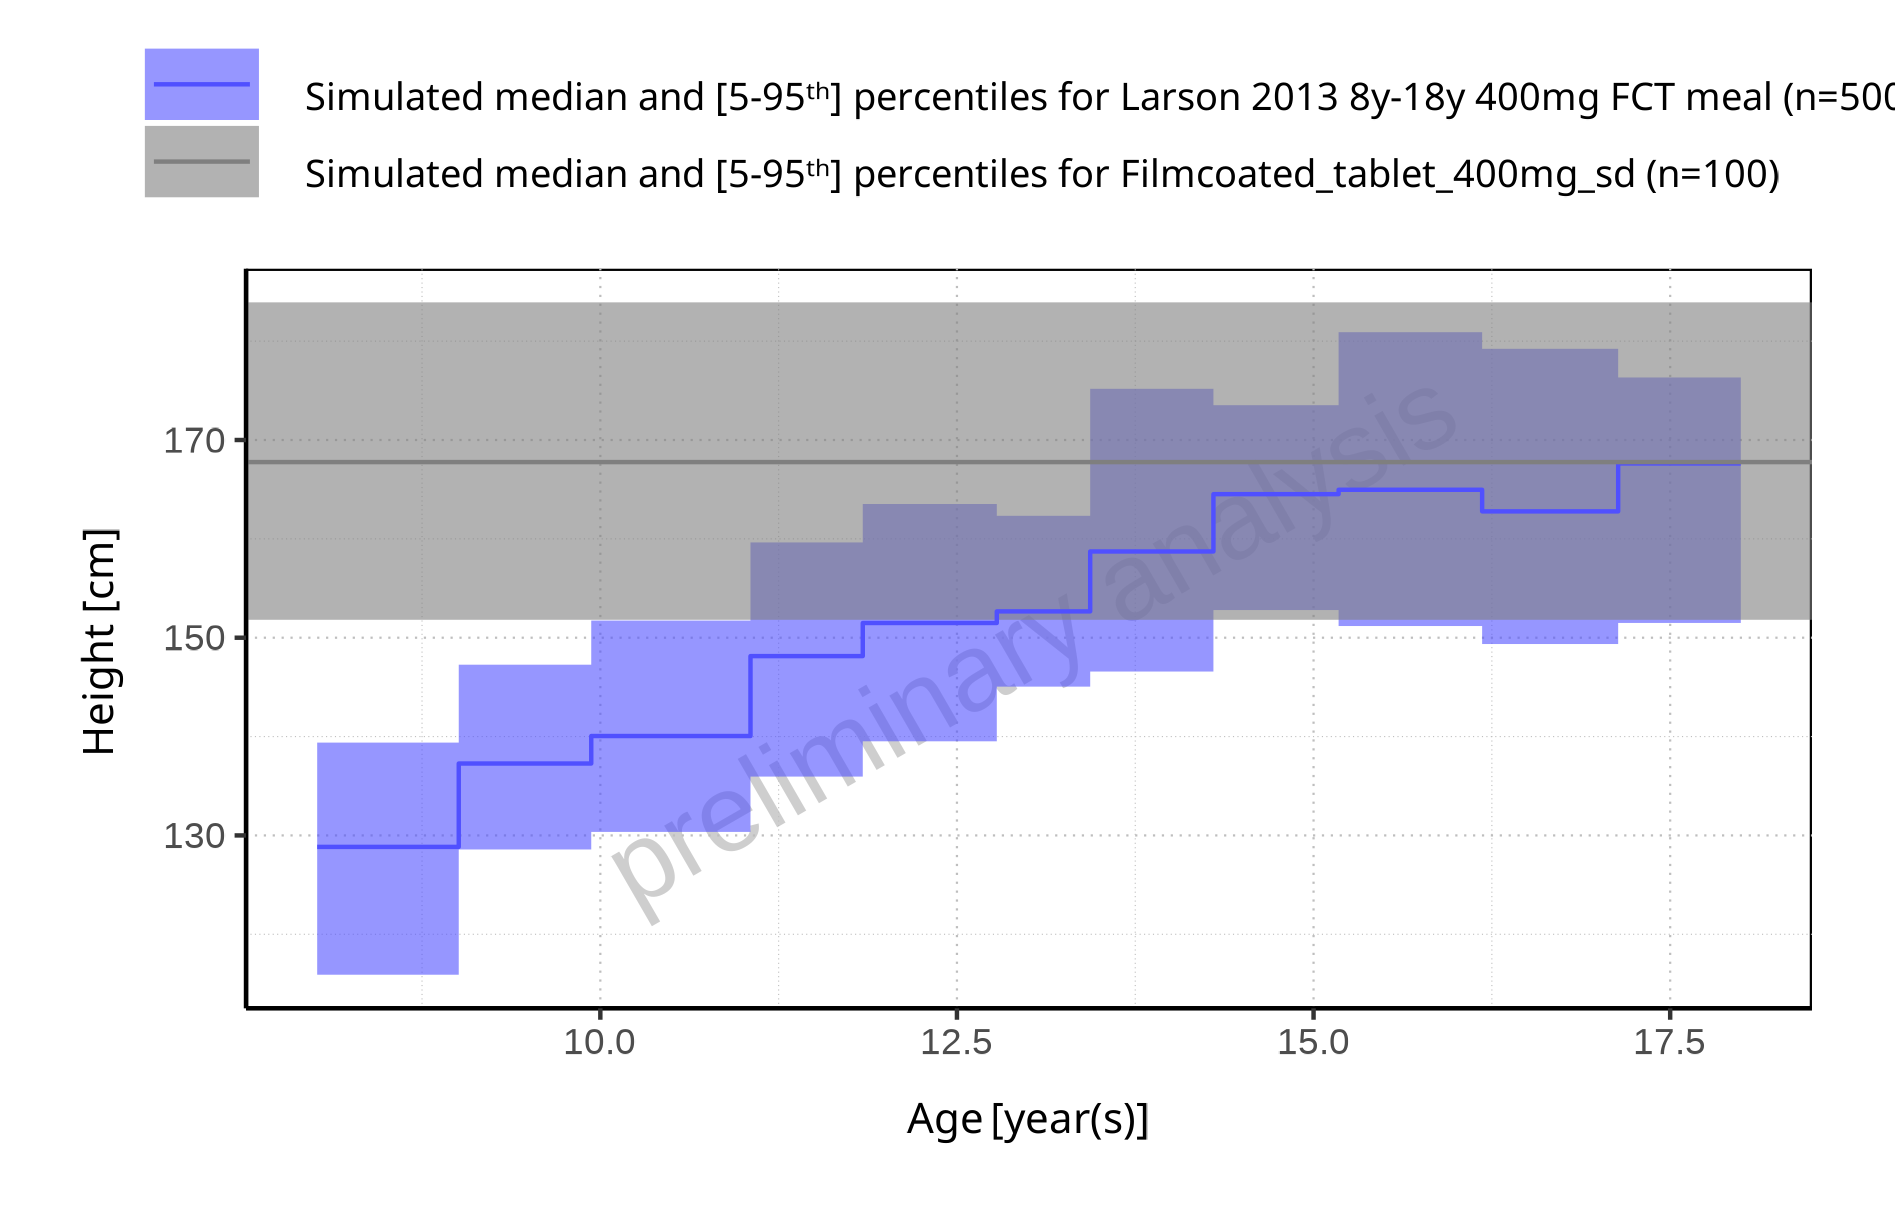 Simulated median and [5-95ᵗʰ] percentiles for Larson 2013 8y-18y 400mg FCT meal (n=500
Simulated median and [5-95ᵗʰ] percentiles for Filmcoated_tablet_400mg_sd (n=100)
170
150
130
Height [cm]
preliminary analysis
10.0 12.5 15.0 17.5
Age [year(s)]